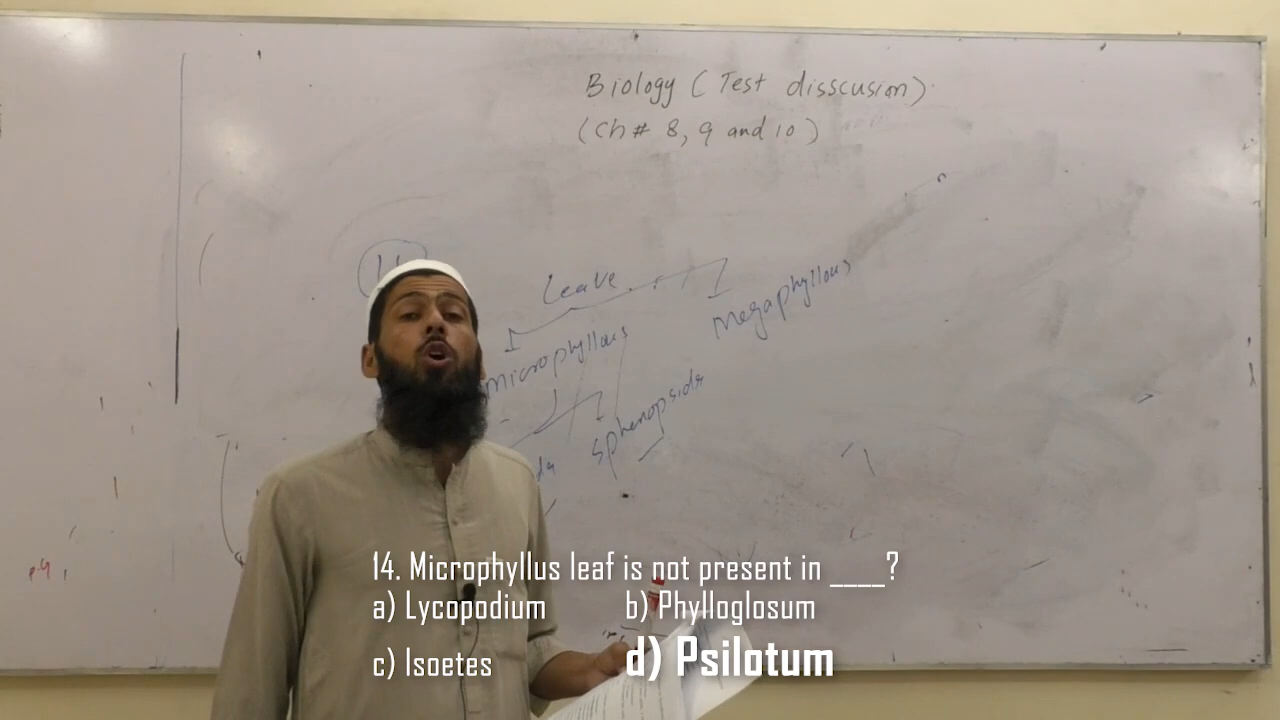 Biology (Test disscusion)
(Ch# 8, 9 and 10)
Leave
Microphyllous
Megaphyllous
Sphenopsida
14. Microphyllus leaf is not present in ____?
a) Lycopodium b) Phylloglosum
c) Isoetes d) Psilotum